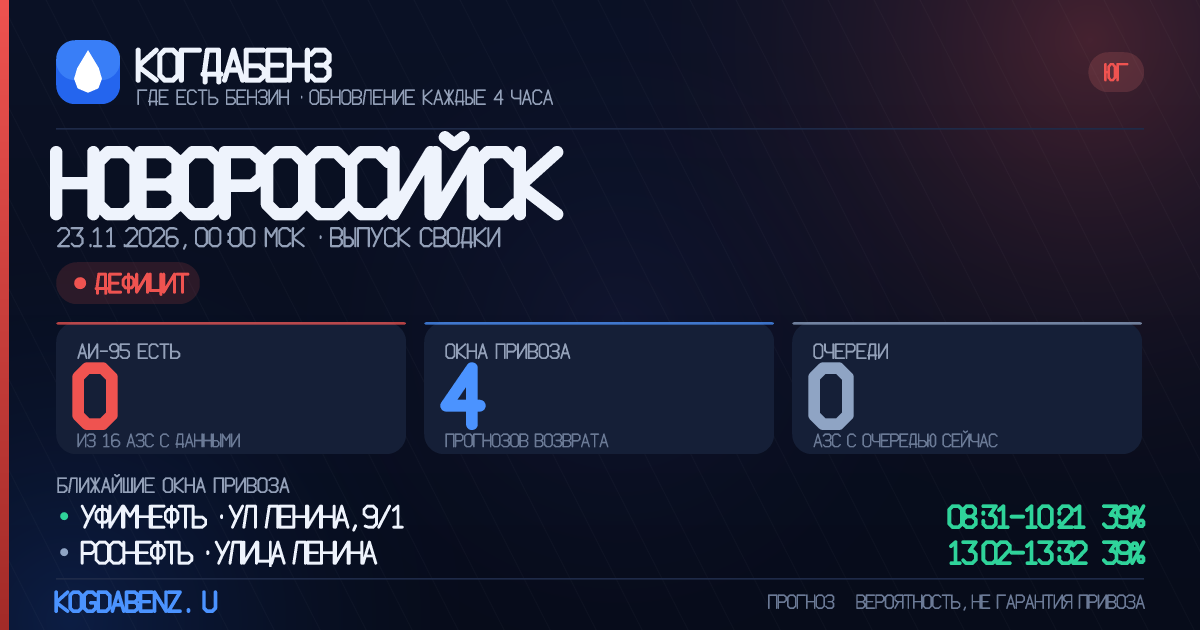 КОГДАБЕНЗ
ГДЕ ЕСТЬ БЕНЗИН · ОБНОВЛЕНИЕ КАЖДЫЕ 4 ЧАСА
ЮГ
НОВОРОССИЙСК
23.11 2026, 00:00 МСК · ВЫПУСК СВОДКИ
• ДЕФИЦИТ
АИ-95 ЕСТЬ
0
ИЗ 16 АЗС С ДАННЫМИ
ОКНА ПРИВОЗА
4
ПРОГНОЗОВ ВОЗВРАТА
ОЧЕРЕДИ
0
АЗС С ОЧЕРЕДЬЮ СЕЙЧАС
БЛИЖАЙШИЕ ОКНА ПРИВОЗА
• УФИМНЕФТЬ · УЛ ЛЕНИНА, 9/1 08:31-10:21 39%
• РОСНЕФТЬ · УЛИЦА ЛЕНИНА 13:02-13:32 39%
KOGDABENZ. U
ПРОГНОЗ ВЕРОЯТНОСТЬ, НЕ ГАРАНТИЯ ПРИВОЗА